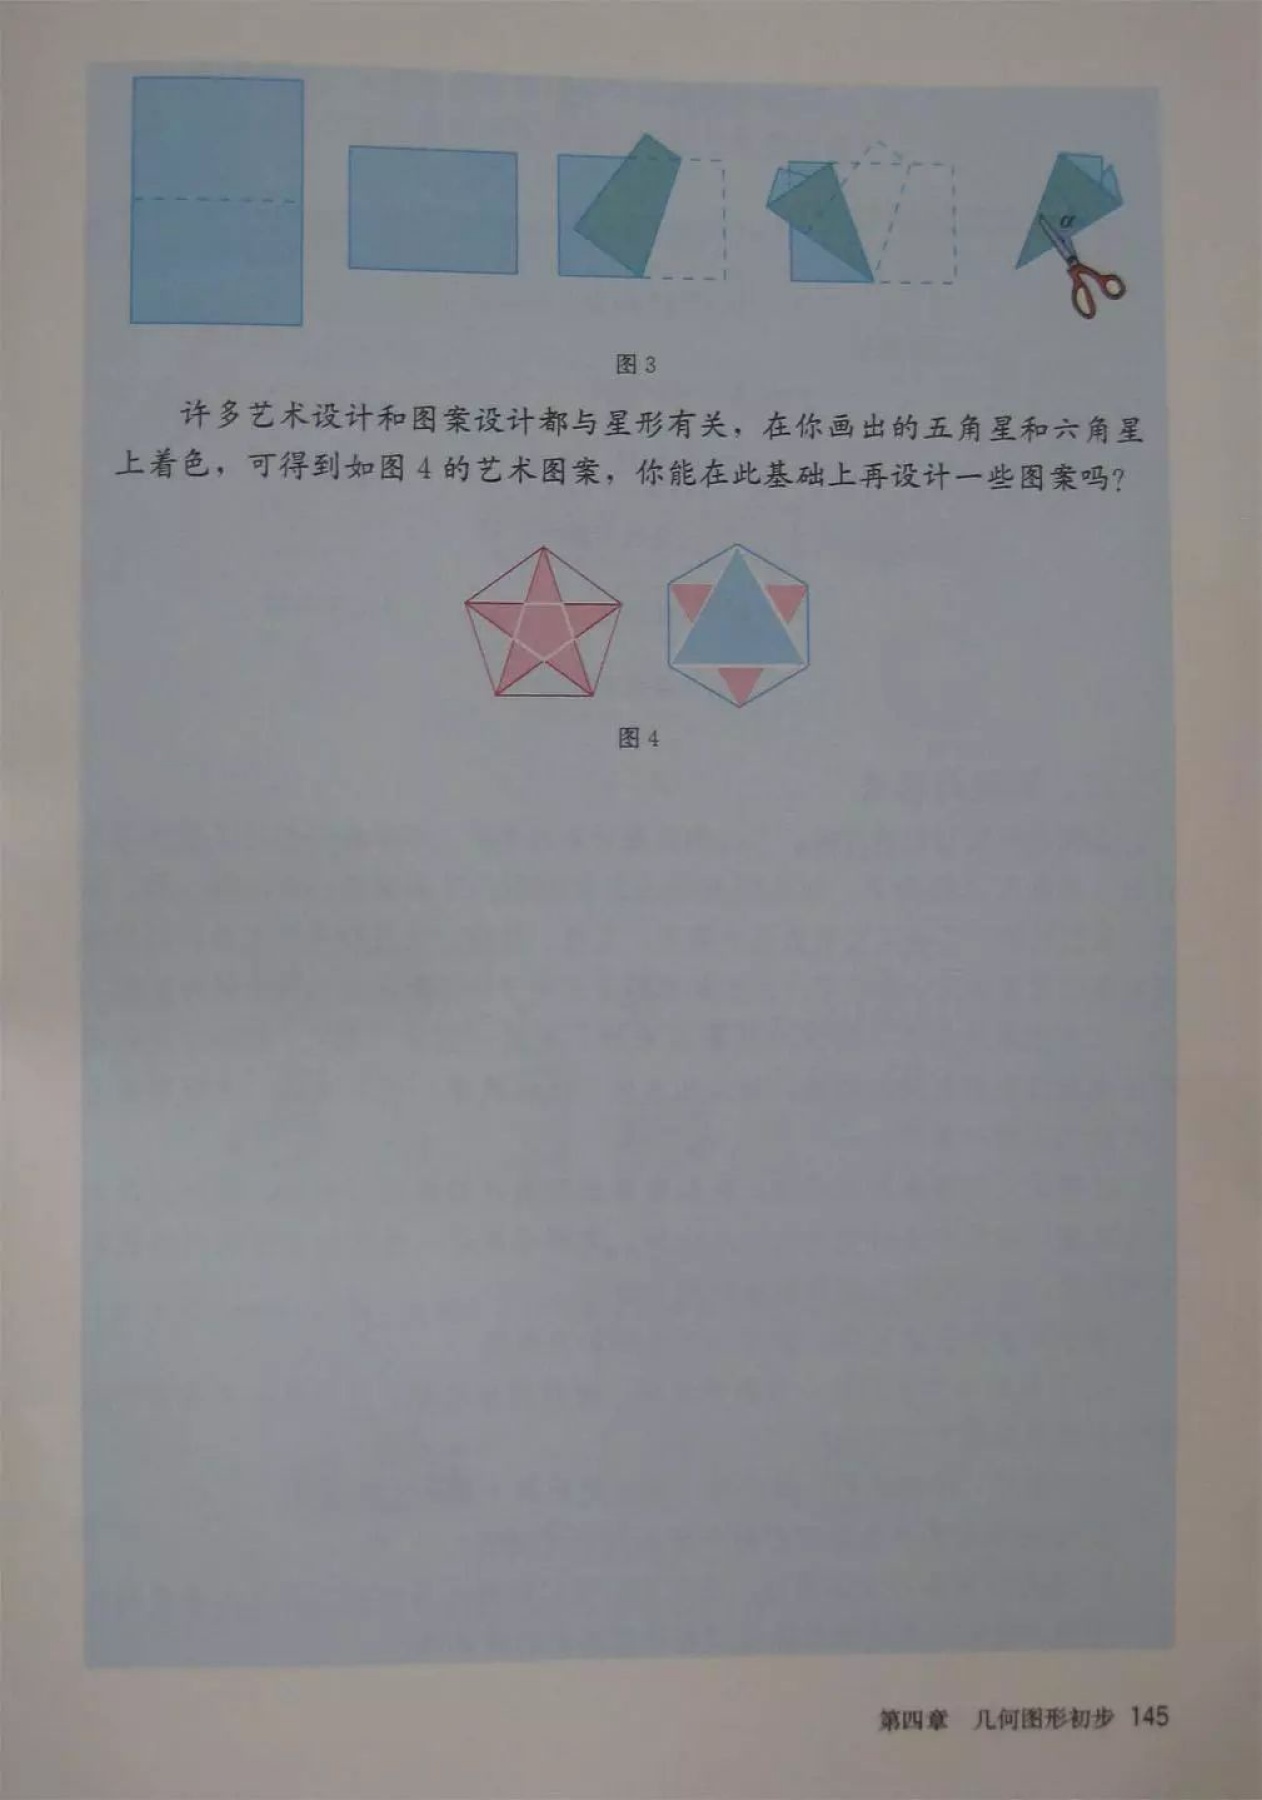 α
图 3
许多艺术设计和图案设计都与星形有关，在你画出的五角星和六角星
上着色，可得到如图 4 的艺术图案，你能在此基础上再设计一些图案吗？
图 4
第四章 几何图形初步 145